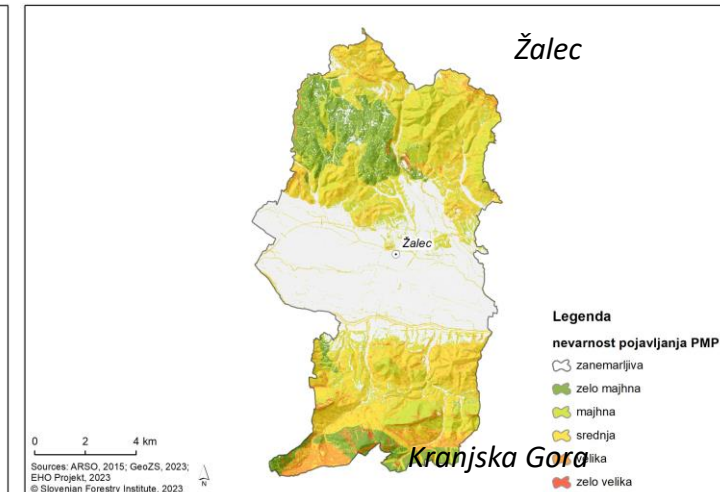 Žalec
Žalec
Legenda
nevarnost pojavljanja PMP
zanemarljiva
zelo majhna
majhna
srednja
velika
zelo velika
Kranjska Gora
0 2 4 km
Sources: ARSO, 2015; GeoZS, 2023;
EHO Projekt, 2023
© Slovenian Forestry Institute, 2023
N